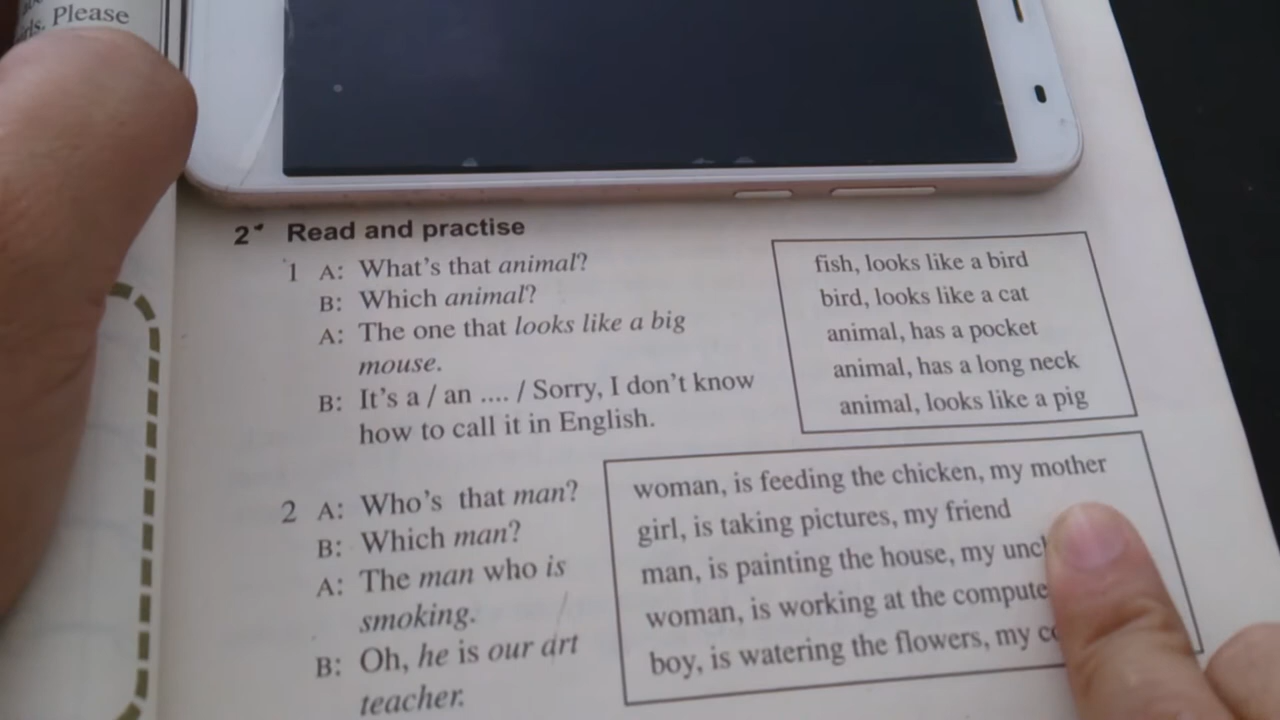 Please
2 Read and practise
1 A: What's that animal?
B: Which animal?
A: The one that looks like a big
mouse.
B: It's a / an .... / Sorry, I don't know
how to call it in English.
fish, looks like a bird
bird, looks like a cat
animal, has a pocket
animal, has a long neck
animal, looks like a pig
2 A: Who's that man?
B: Which man?
A: The man who is
smoking.
B: Oh, he is our art
teacher.
woman, is feeding the chicken, my mother
girl, is taking pictures, my friend
man, is painting the house, my
woman, is working at the
boy, is watering the flowers, my